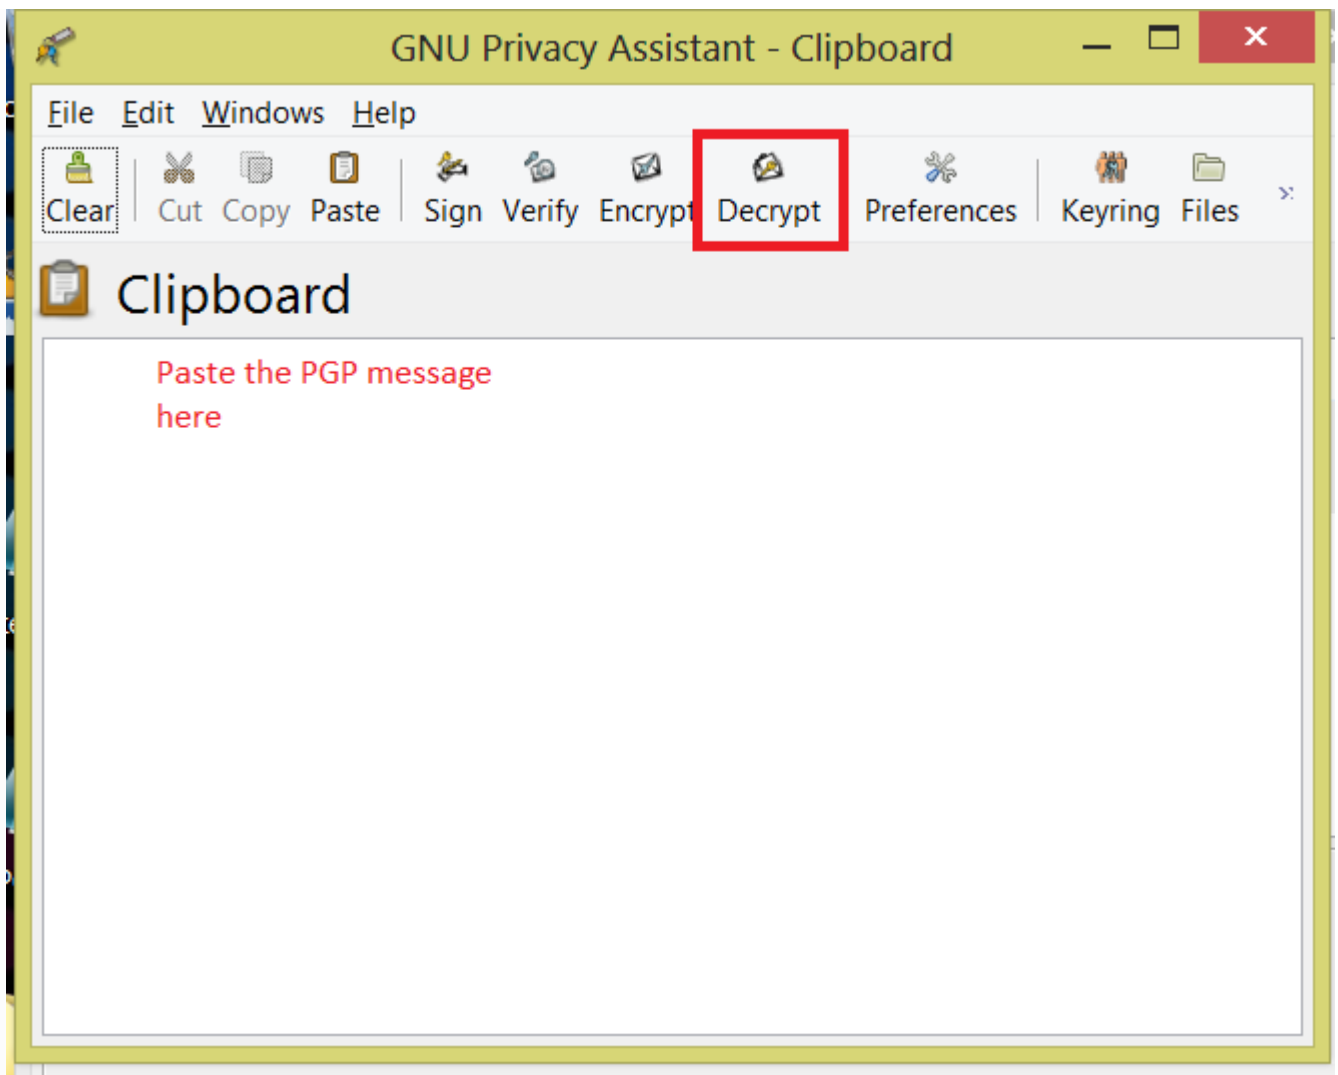 GNU Privacy Assistant - Clipboard
File Edit Windows Help
Clear Cut Copy Paste Sign Verify Encrypt Decrypt Preferences Keyring Files
Clipboard
Paste the PGP message
here